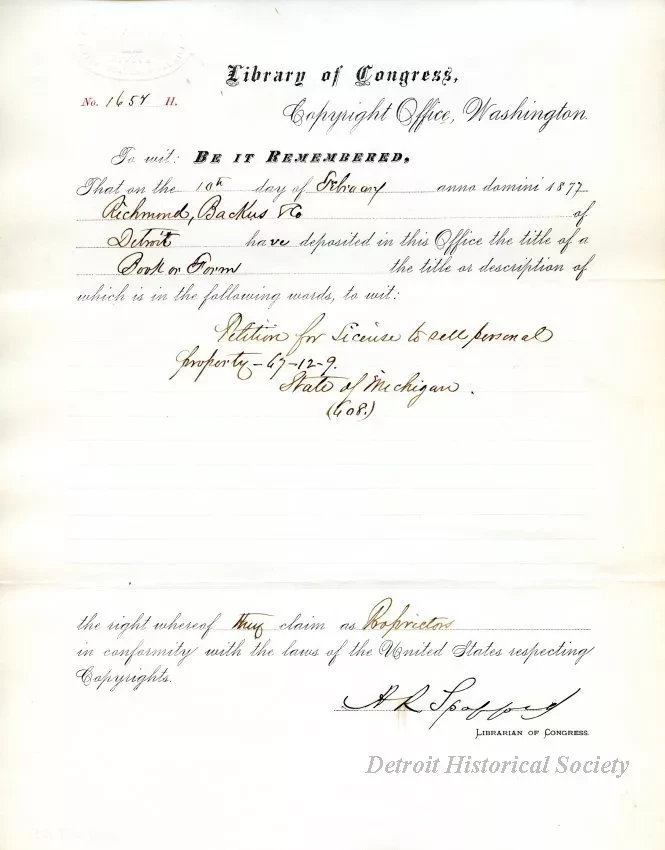 Library of Congress,
No. 1654 H.
Copyright Office, Washington.
To wit: BE IT REMEMBERED,
That on the 10th day of February anno domini 1877
Richmond, Backus & Co of
Detroit have deposited in this Office the title of a
Book or Form the title or description of
which is in the following words, to wit:
Petition for License to sell personal
property - 67-12-9.
State of Michigan.
(608.)
the right whereof they claim as Proprietors
in conformity with the laws of the United States respecting
Copyrights.
A R Spofford
LIBRARIAN OF CONGRESS.
Detroit Historical Society